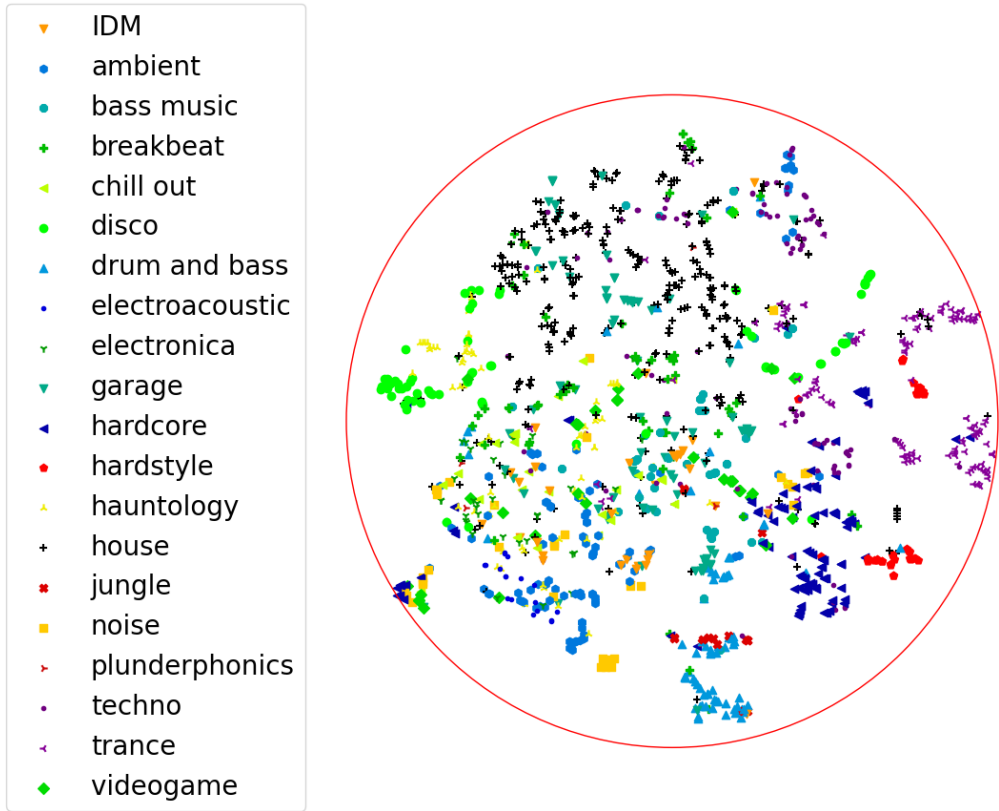 IDM
ambient
bass music
breakbeat
chill out
disco
drum and bass
electroacoustic
electronica
garage
hardcore
hardstyle
hauntology
house
jungle
noise
plunderphonics
techno
trance
videogame